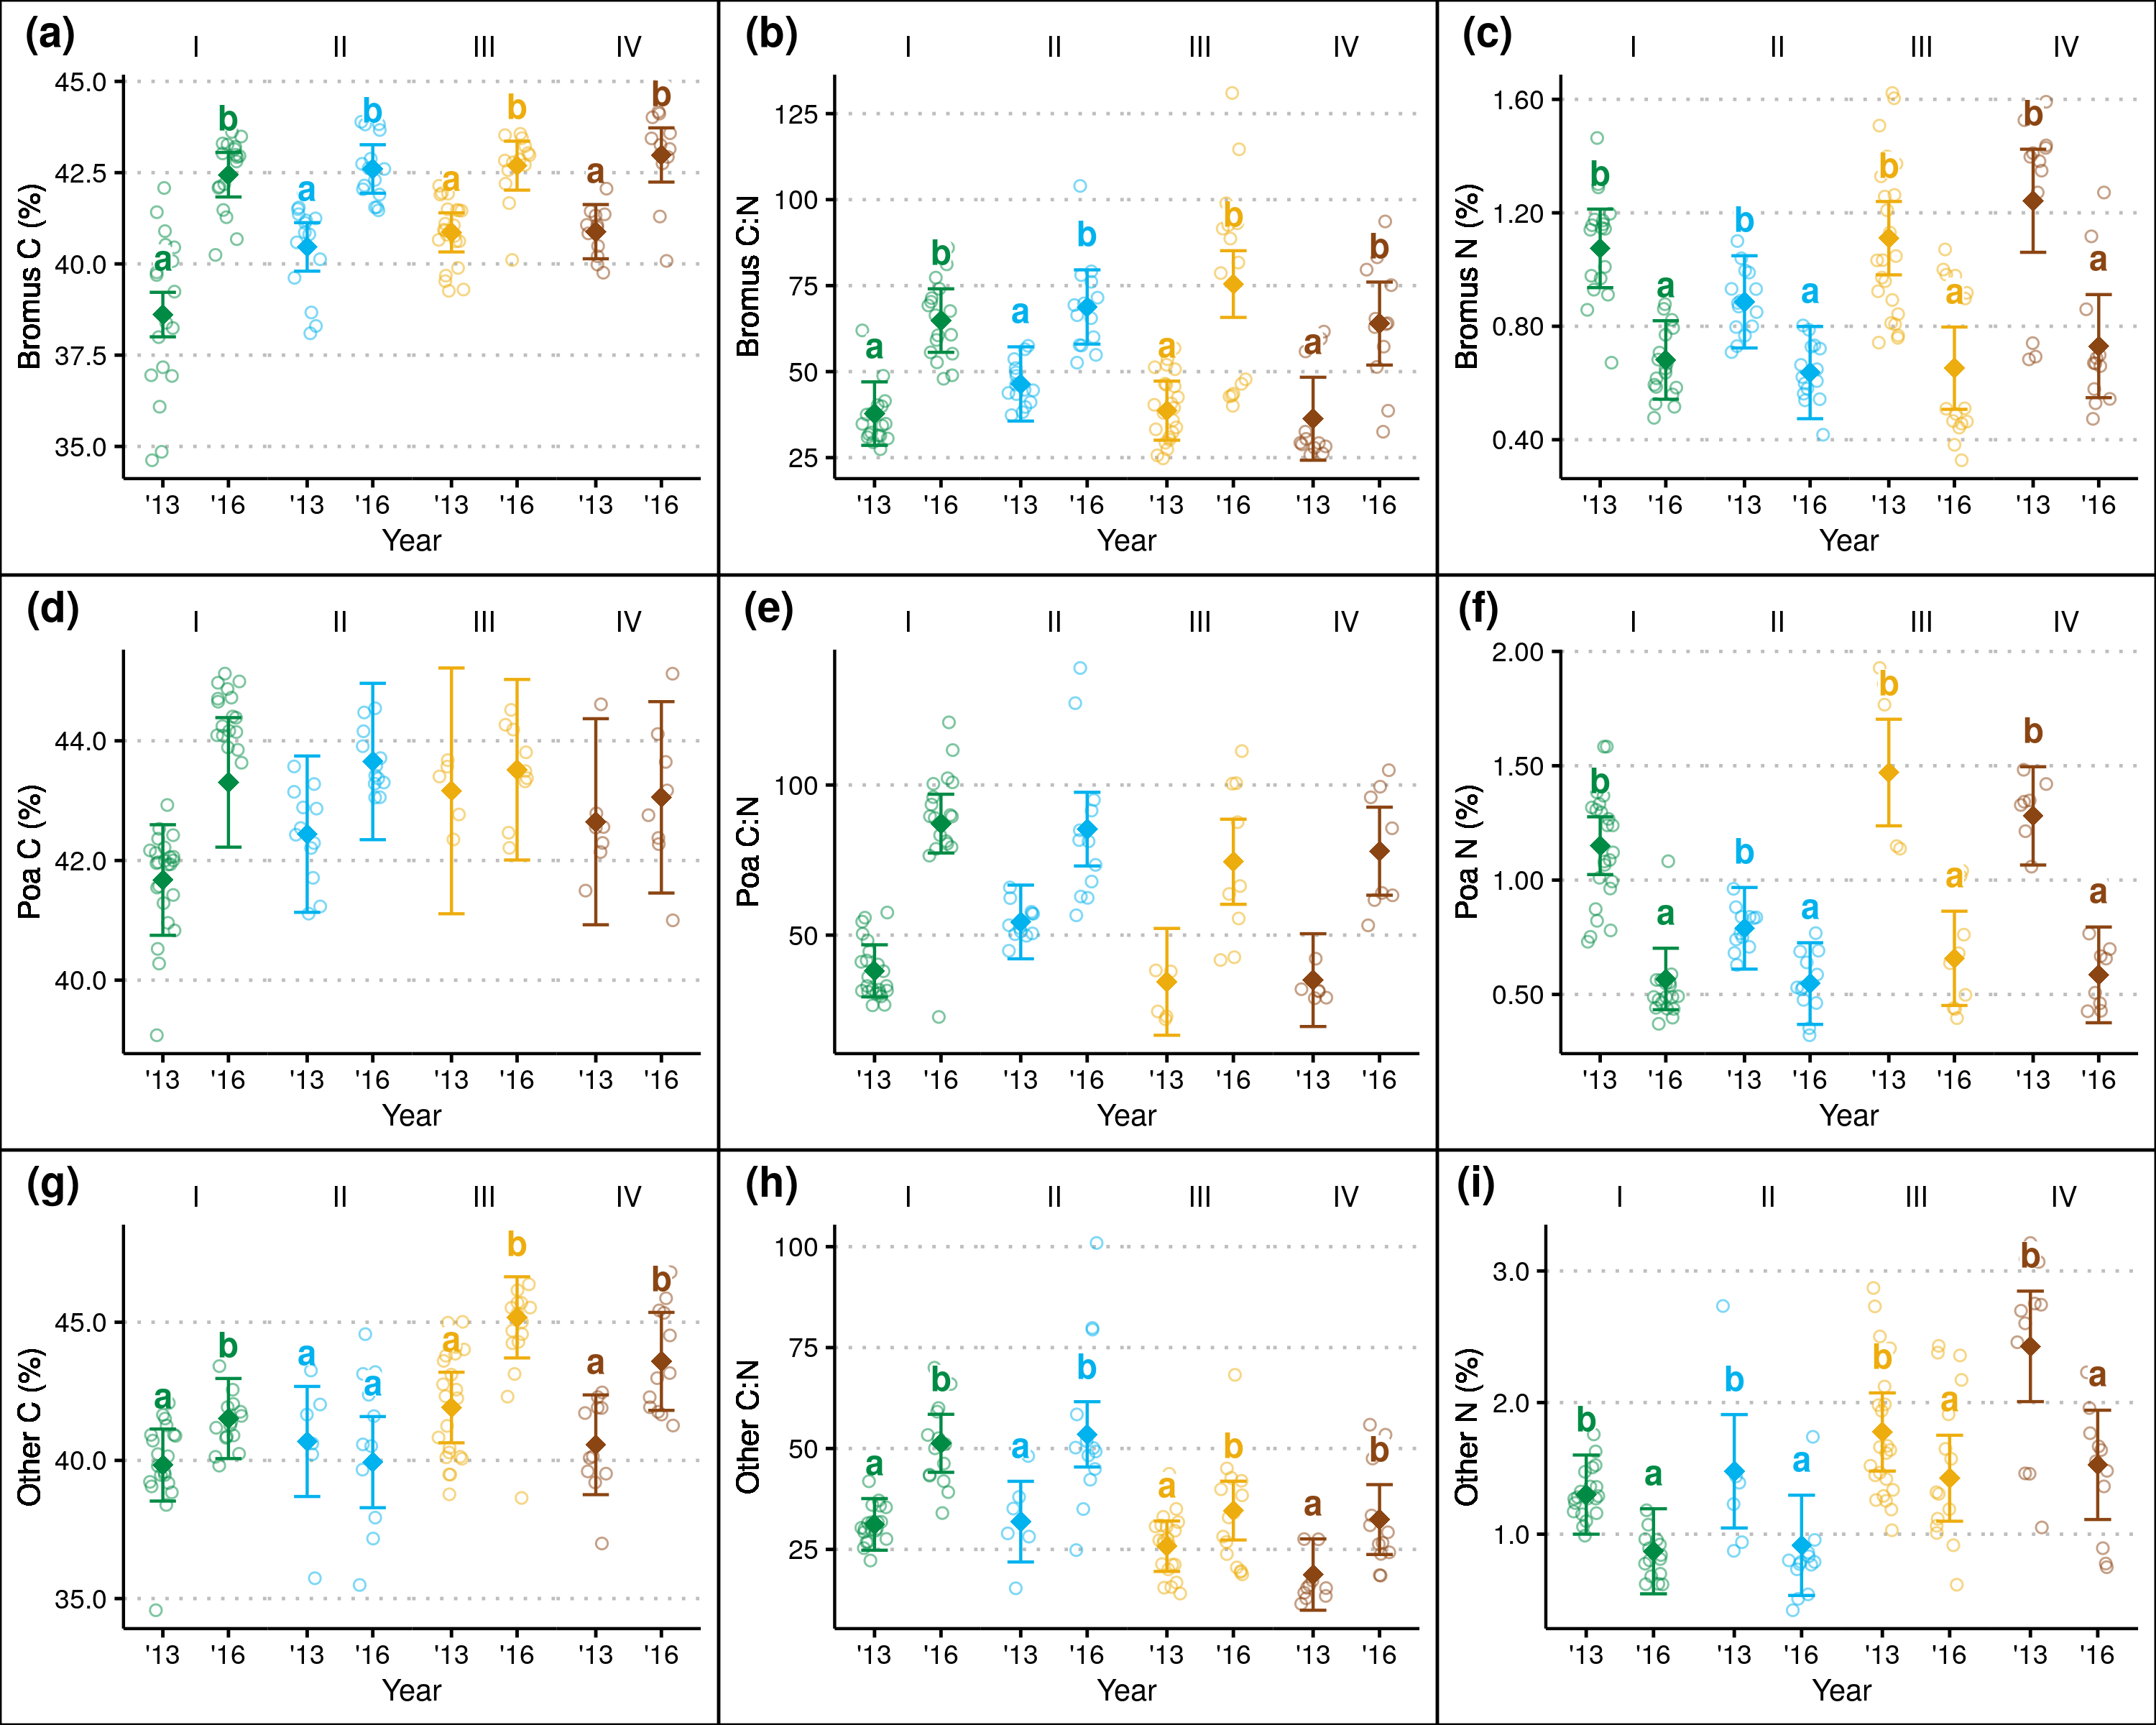 (a)
I II III IV
Bromus C (%)
45.0
42.5
40.0
37.5
35.0
a b a b a b a b
'13 '16 '13 '16 '13 '16 '13 '16
Year
(b)
I II III IV
Bromus C:N
125
100
75
50
25
a b a b a b a b
'13 '16 '13 '16 '13 '16 '13 '16
Year
(c)
I II III IV
Bromus N (%)
1.60
1.20
0.80
0.40
b a b a b a b a
'13 '16 '13 '16 '13 '16 '13 '16
Year
(d)
I II III IV
Poa C (%)
44.0
42.0
40.0
'13 '16 '13 '16 '13 '16 '13 '16
Year
(e)
I II III IV
Poa C:N
100
50
'13 '16 '13 '16 '13 '16 '13 '16
Year
(f)
I II III IV
Poa N (%)
2.00
1.50
1.00
0.50
b a b a b a b a
'13 '16 '13 '16 '13 '16 '13 '16
Year
(g)
I II III IV
Other C (%)
45.0
40.0
35.0
a b a a a b a b
'13 '16 '13 '16 '13 '16 '13 '16
Year
(h)
I II III IV
Other C:N
100
75
50
25
a b a b a b a b
'13 '16 '13 '16 '13 '16 '13 '16
Year
(i)
I II III IV
Other N (%)
3.0
2.0
1.0
b a b a b a b a
'13 '16 '13 '16 '13 '16 '13 '16
Year